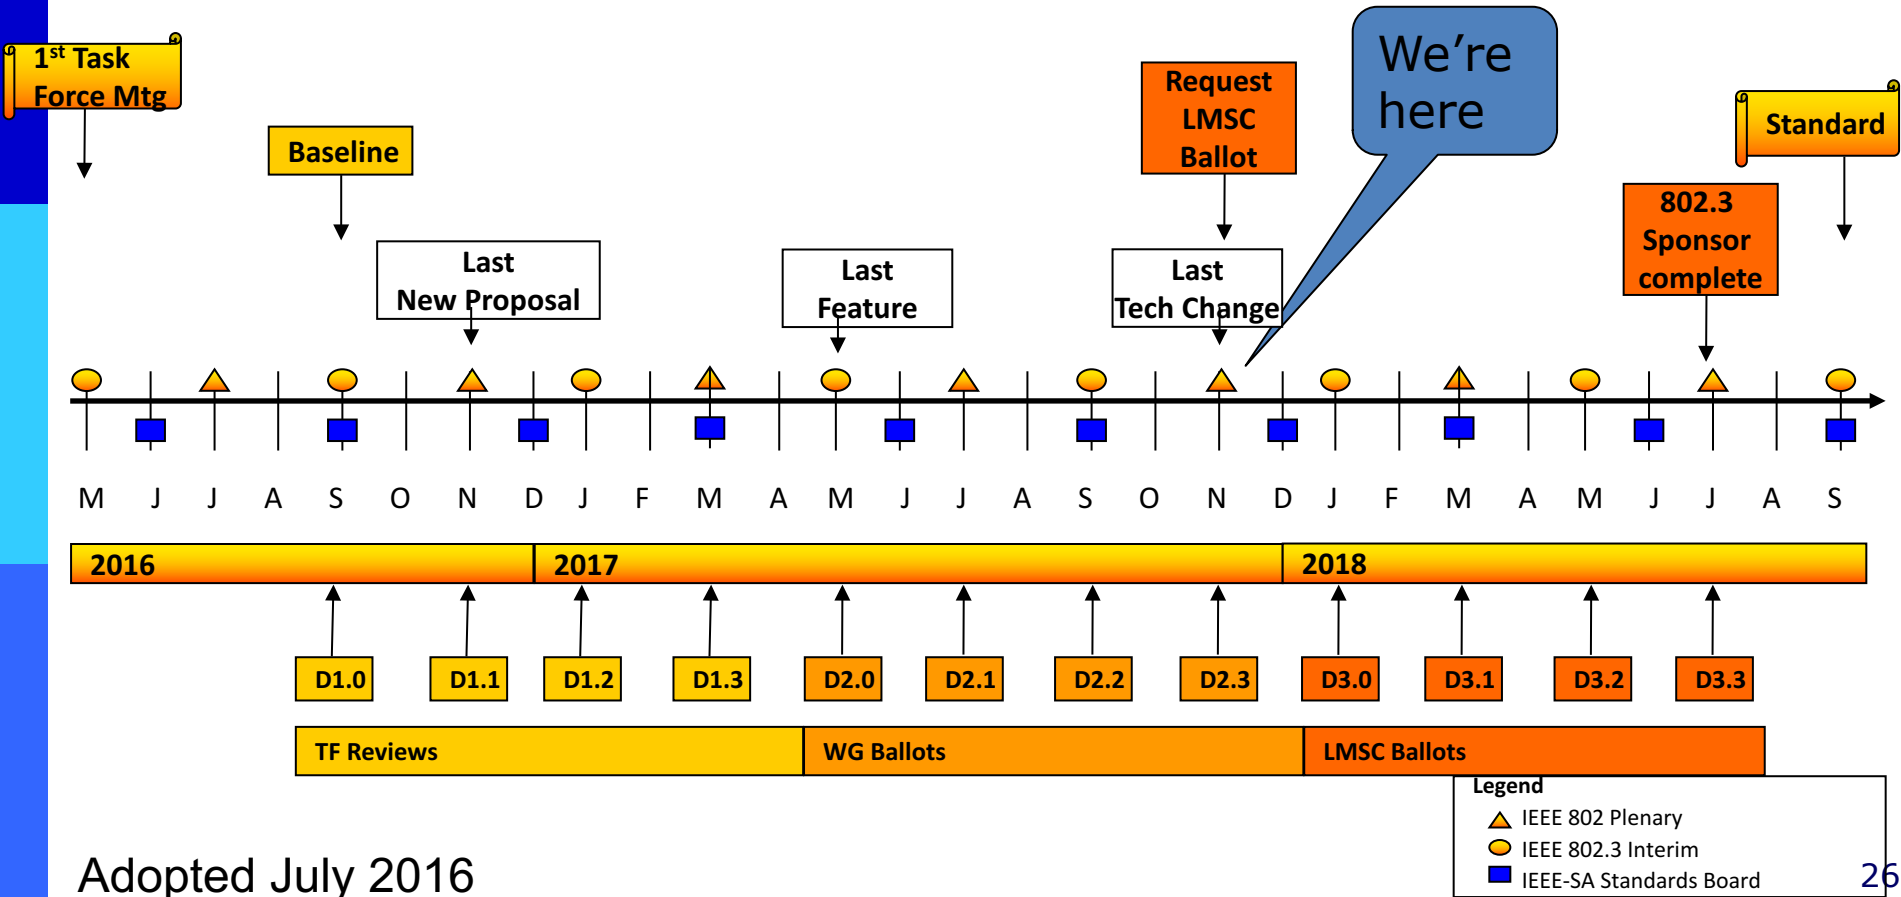 1st Task
Force Mtg
Baseline
Last
New Proposal
Last
Feature
Request
LMSC
Ballot
Last
Tech Change
We're
here
802.3
Sponsor
complete
Standard
M J J A S O N D J F M A M J J A S O N D J F M A M J J A S
2016 2017 2018
D1.0 D1.1 D1.2 D1.3 D2.0 D2.1 D2.2 D2.3 D3.0 D3.1 D3.2 D3.3
TF Reviews WG Ballots LMSC Ballots
Legend
IEEE 802 Plenary
IEEE 802.3 Interim
IEEE-SA Standards Board
Adopted July 2016
26